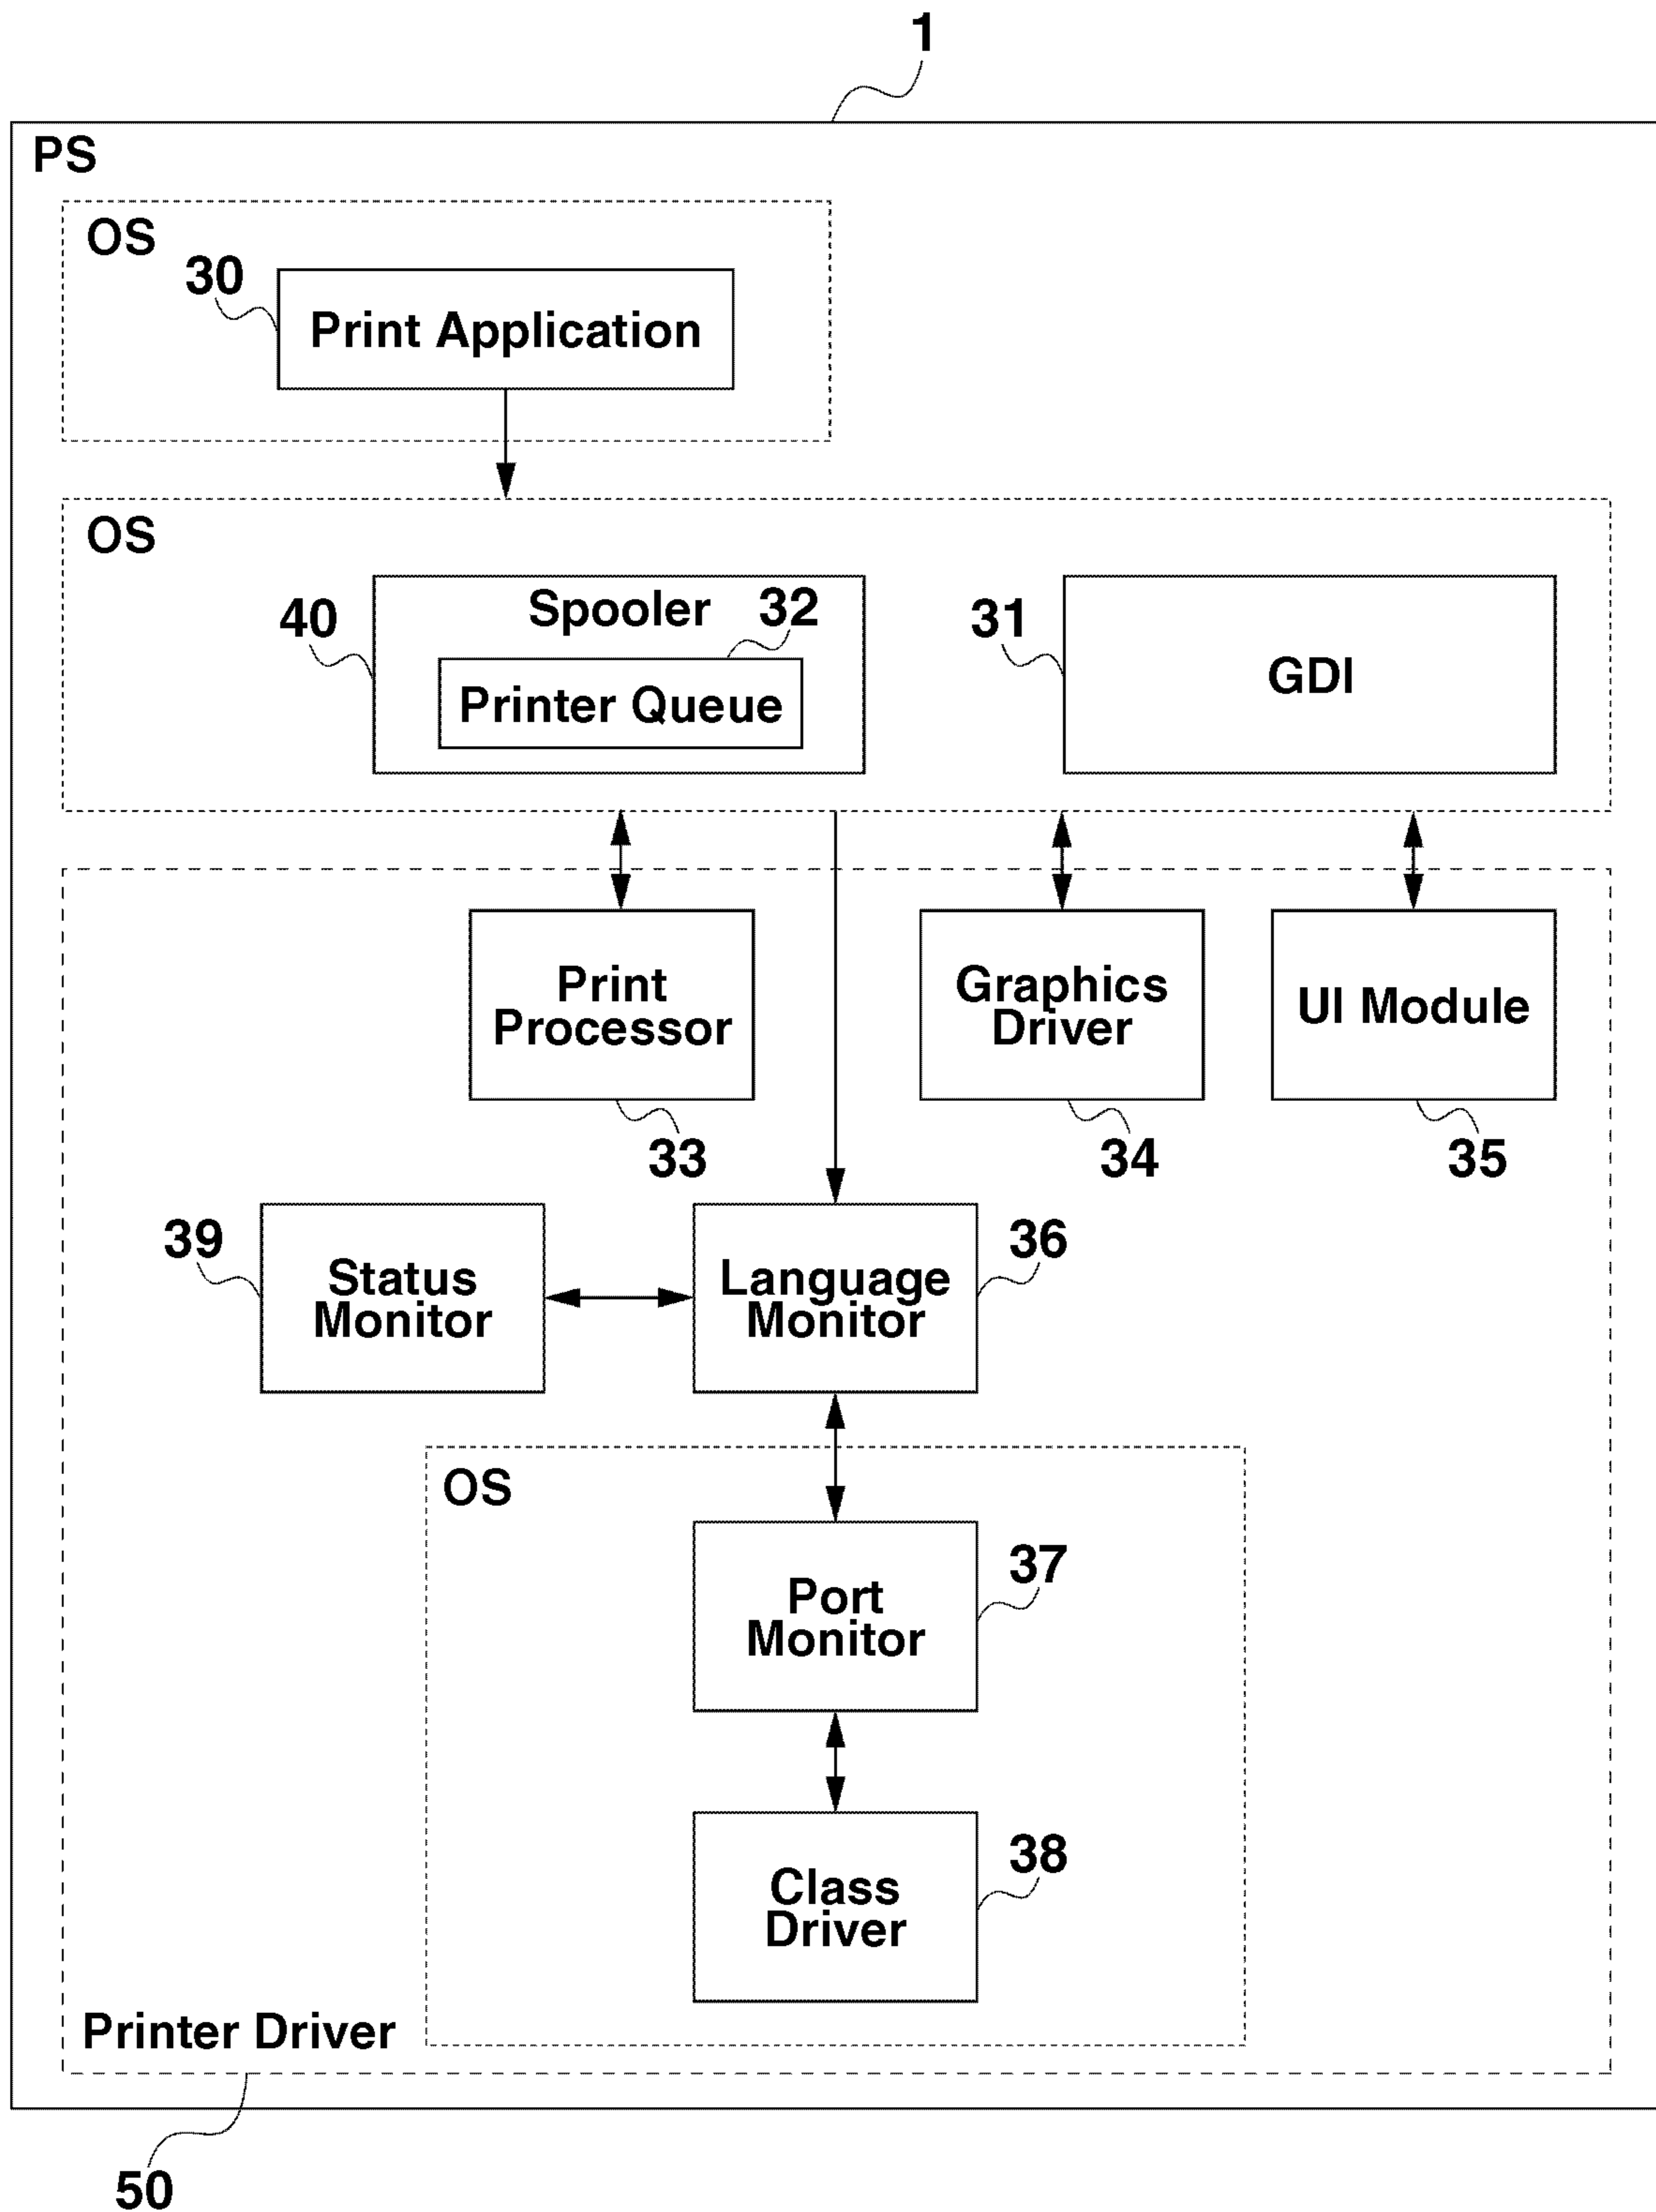 1
PS
OS
30
Print Application
OS
40
Spooler
32
Printer Queue
31
GDI
Print
Processor
33
Graphics
Driver
34
UI Module
35
39
Status
Monitor
Language
Monitor
36
OS
Port
Monitor
37
Class
Driver
38
Printer Driver
50